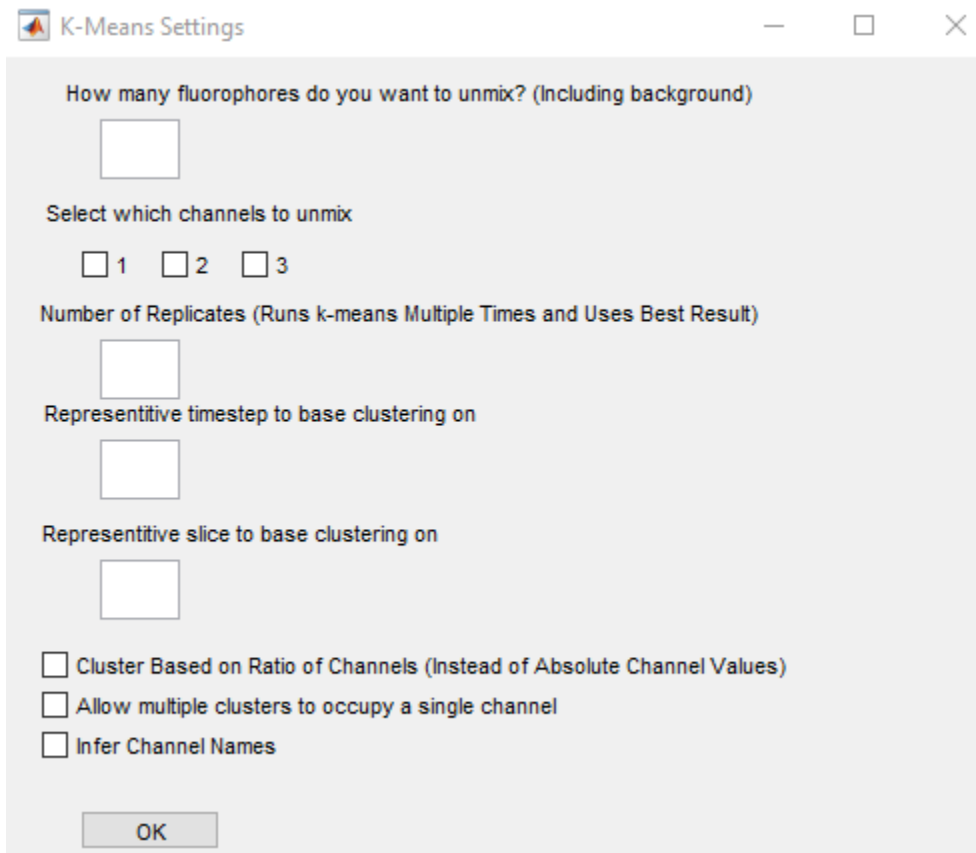 K-Means Settings
How many fluorophores do you want to unmix? (Including background)
Select which channels to unmix
1 2 3
Number of Replicates (Runs k-means Multiple Times and Uses Best Result)
Representitive timestep to base clustering on
Representitive slice to base clustering on
Cluster Based on Ratio of Channels (Instead of Absolute Channel Values)
Allow multiple clusters to occupy a single channel
Infer Channel Names
OK